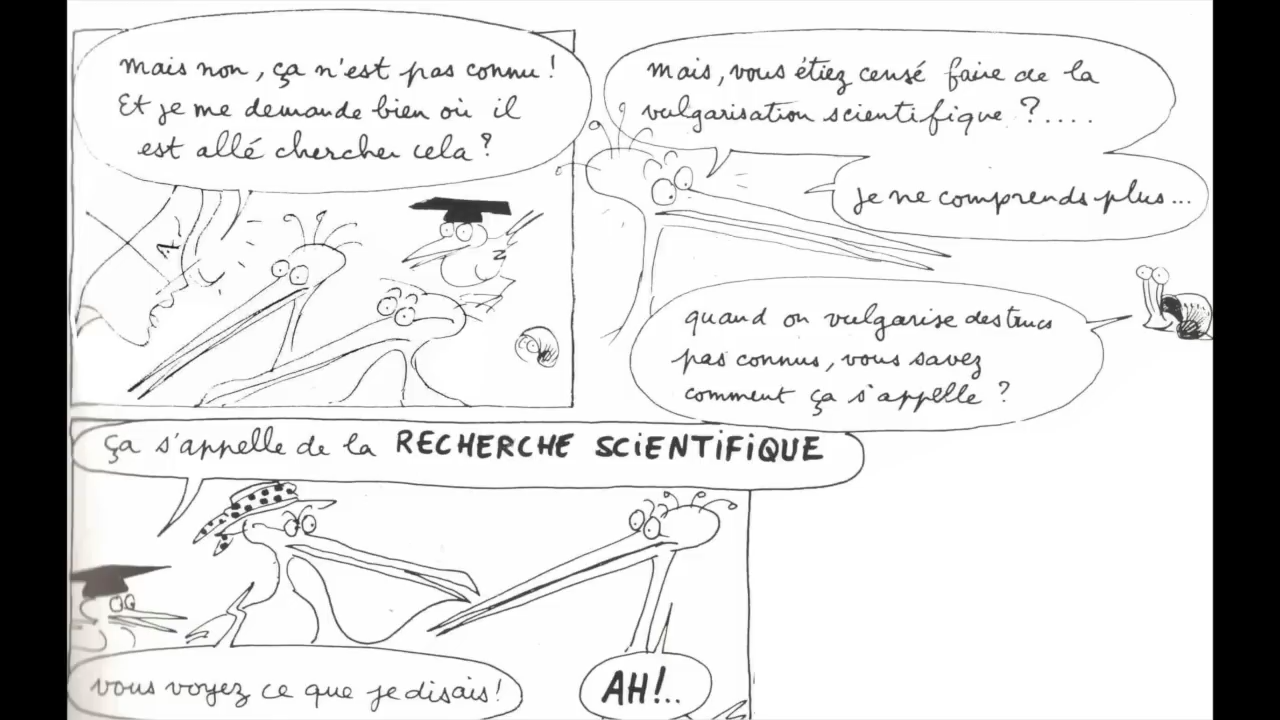 Mais non, ça n'est pas connu !
Et je me demande bien où il
est allé chercher cela ?
Mais, vous étiez censé faire de la
vulgarisation scientifique ?....
je ne comprends plus...
quand on vulgarise des trucs
pas connus, vous savez
comment ça s'appelle ?
ça s'appelle de la RECHERCHE SCIENTIFIQUE
vous voyez ce que je disais !
AH!..